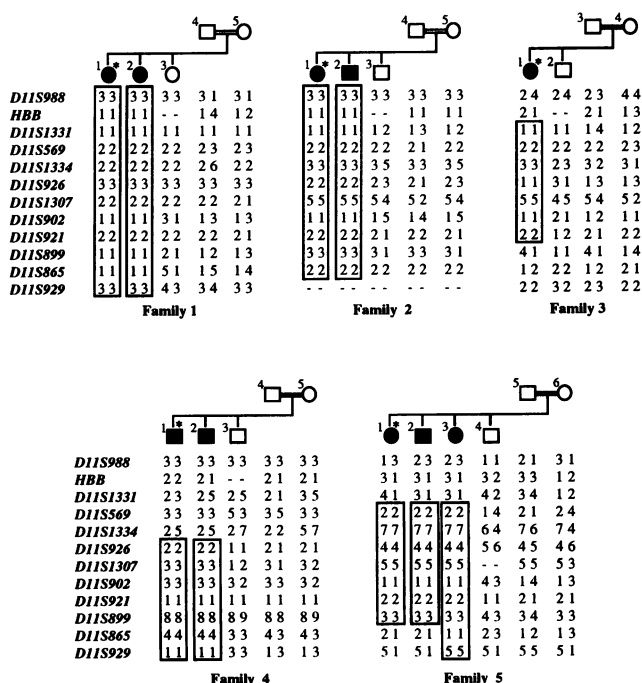 4 5 4 5 3 4
1 * 2 3 1 * 2 3 1 * 2
D11S988 33 33 33 31 31 33 33 33 33 33 24 24 23 44
HBB 11 11 -- 14 12 11 11 -- 11 11 21 -- 21 13
D11S1331 11 11 11 11 11 11 11 12 13 12 11 11 14 12
D11S569 22 22 22 23 23 22 22 22 22 22 22 22 22 23
D11S1334 22 22 22 26 22 33 33 35 33 35 33 23 32 31
D11S926 33 33 33 33 33 22 22 23 21 23 11 31 13 13
D11S1307 22 22 22 22 21 55 55 54 52 54 55 45 54 52
D11S902 11 11 31 13 13 11 11 15 14 15 11 21 12 11
D11S921 22 22 22 22 21 22 22 22 22 22 22 12 21 22
D11S899 11 11 21 12 13 33 33 31 33 31 41 11 41 14
D11S865 11 11 51 15 14 22 22 22 22 22 12 22 12 21
D11S929 33 33 43 34 33 -- -- -- -- -- 22 32 23 22
Family 1 Family 2 Family 3
4 5 5 6
1 * 2 3 1 * 2 3 4
D11S988 33 33 33 33 33 13 23 23 11 21 31
HBB 22 21 -- 21 21 31 31 31 32 33 12
D11S1331 23 25 25 21 35 41 31 31 42 34 12
D11S569 33 33 53 35 33 22 22 22 14 21 24
D11S1334 25 25 27 22 57 77 77 77 64 76 74
D11S926 22 22 11 21 21 44 44 44 56 45 46
D11S1307 33 33 12 31 32 55 55 55 -- 55 53
D11S902 33 33 32 33 32 11 11 11 43 14 13
D11S921 11 11 11 11 11 22 22 22 11 21 21
D11S899 88 88 89 88 89 33 33 33 43 34 33
D11S865 44 44 33 43 43 21 21 11 23 12 13
D11S929 11 11 33 13 13 51 51 55 51 55 51
Family 4 Family 5